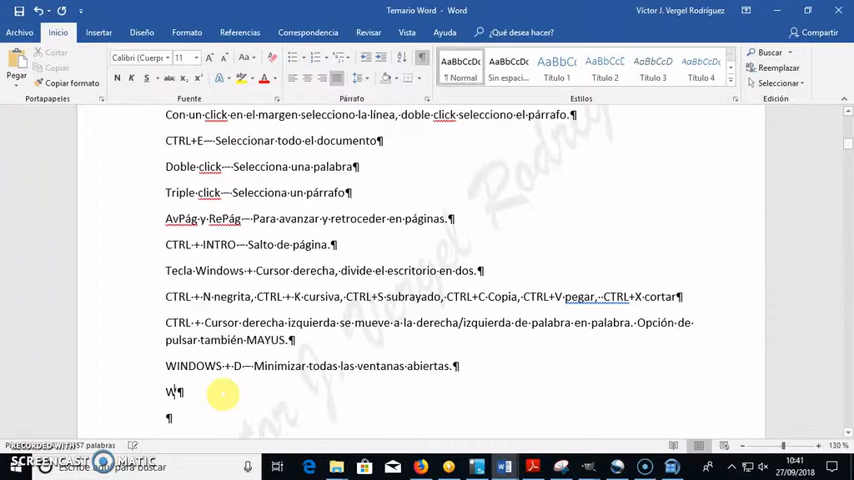 Temario Word - Word
Víctor J. Vergel Rodríguez
Archivo Inicio Insertar Diseño Formato Referencias Correspondencia Revisar Vista Ayuda ¿Qué desea hacer? Compartir
Pegar
Cortar
Copiar
Copiar formato
Portapapeles
Calibri (Cuerpo 11
N K S abc
Fuente
Párrafo
AaBbCcDc AaBbCcDc AaBbC AaBbCcC AaBbCcD AaBbCcDc
¶ Normal Sin espaci... Título 1 Título 2 Título 3 Título 4
Estilos
Buscar
Reemplazar
Seleccionar
Edición
Con·un·click·en·el·margen·selecciono·la·línea,·doble·click·selecciono·el·párrafo.¶
CTRL+E·–·Seleccionar·todo·el·documento¶
Doble·click·–·Selecciona·una·palabra¶
Triple·click·–·Selecciona·un·párrafo¶
AvPág·y·RePág·–·Para·avanzar·y·retroceder·en·páginas.¶
CTRL·+·INTRO·–·Salto·de·página.¶
Tecla·Windows·+·Cursor·derecha,·divide·el·escritorio·en·dos.¶
CTRL·+·N·negrita,·CTRL·+·K·cursiva,·CTRL+S·subrayado,·CTRL+C·Copia,·CTRL+V·pegar,··CTRL+X·cortar¶
CTRL·+·Cursor·derecha·izquierda·se·mueve·a·la·derecha/izquierda·de·palabra·en·palabra.·Opción·de·
pulsar·también·MAYUS.¶
WINDOWS·+·D·–·Minimizar·todas·las·ventanas·abiertas.¶
W¶
¶
Víctor J. Vergel Rodríg
57 palabras
130 %
RECORDED WITH
SCREENCAST MATIC
Escribe aquí para buscar
10:41
27/09/2018